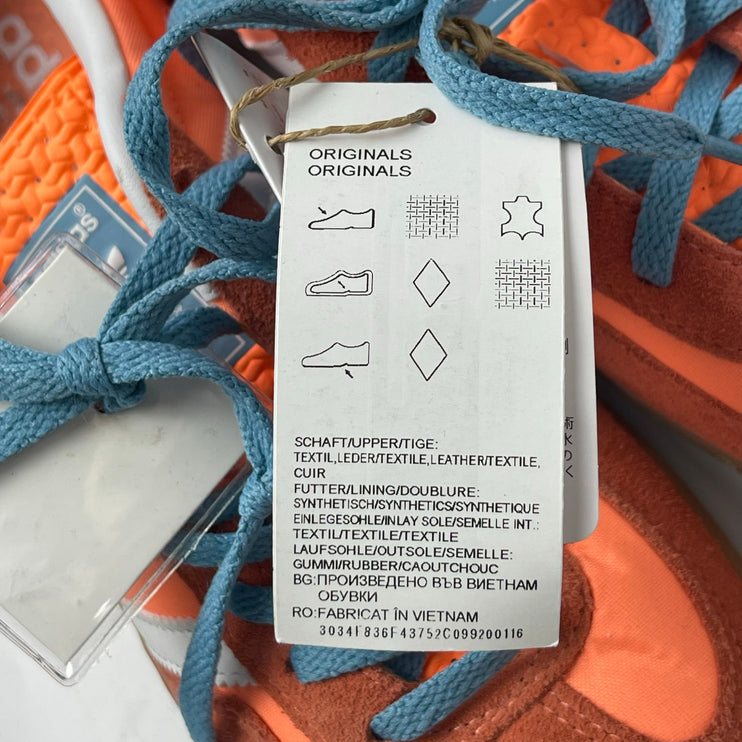 ORIGINALS
ORIGINALS
SCHAFT/UPPER/TIGE:
TEXTIL,LEDER/TEXTILE,LEATHER/TEXTILE,
CUIR
FUTTER/LINING/DOUBLURE:
SYNTHETISCH/SYNTHETICS/SYNTHETIQUE
EINLEGESOHLE/INLAY SOLE/SEMELLE INT.:
TEXTIL/TEXTILE/TEXTILE
LAUFSOHLE/OUTSOLE/SEMELLE:
GUMMI/RUBBER/CAOUTCHOUC
BG:ПРОИЗВЕДЕНО ВЪВ ВИЕТНАМ
ОБУВКИ
RO:FABRICAT ÎN VIETNAM
3034F836F43752C099200116